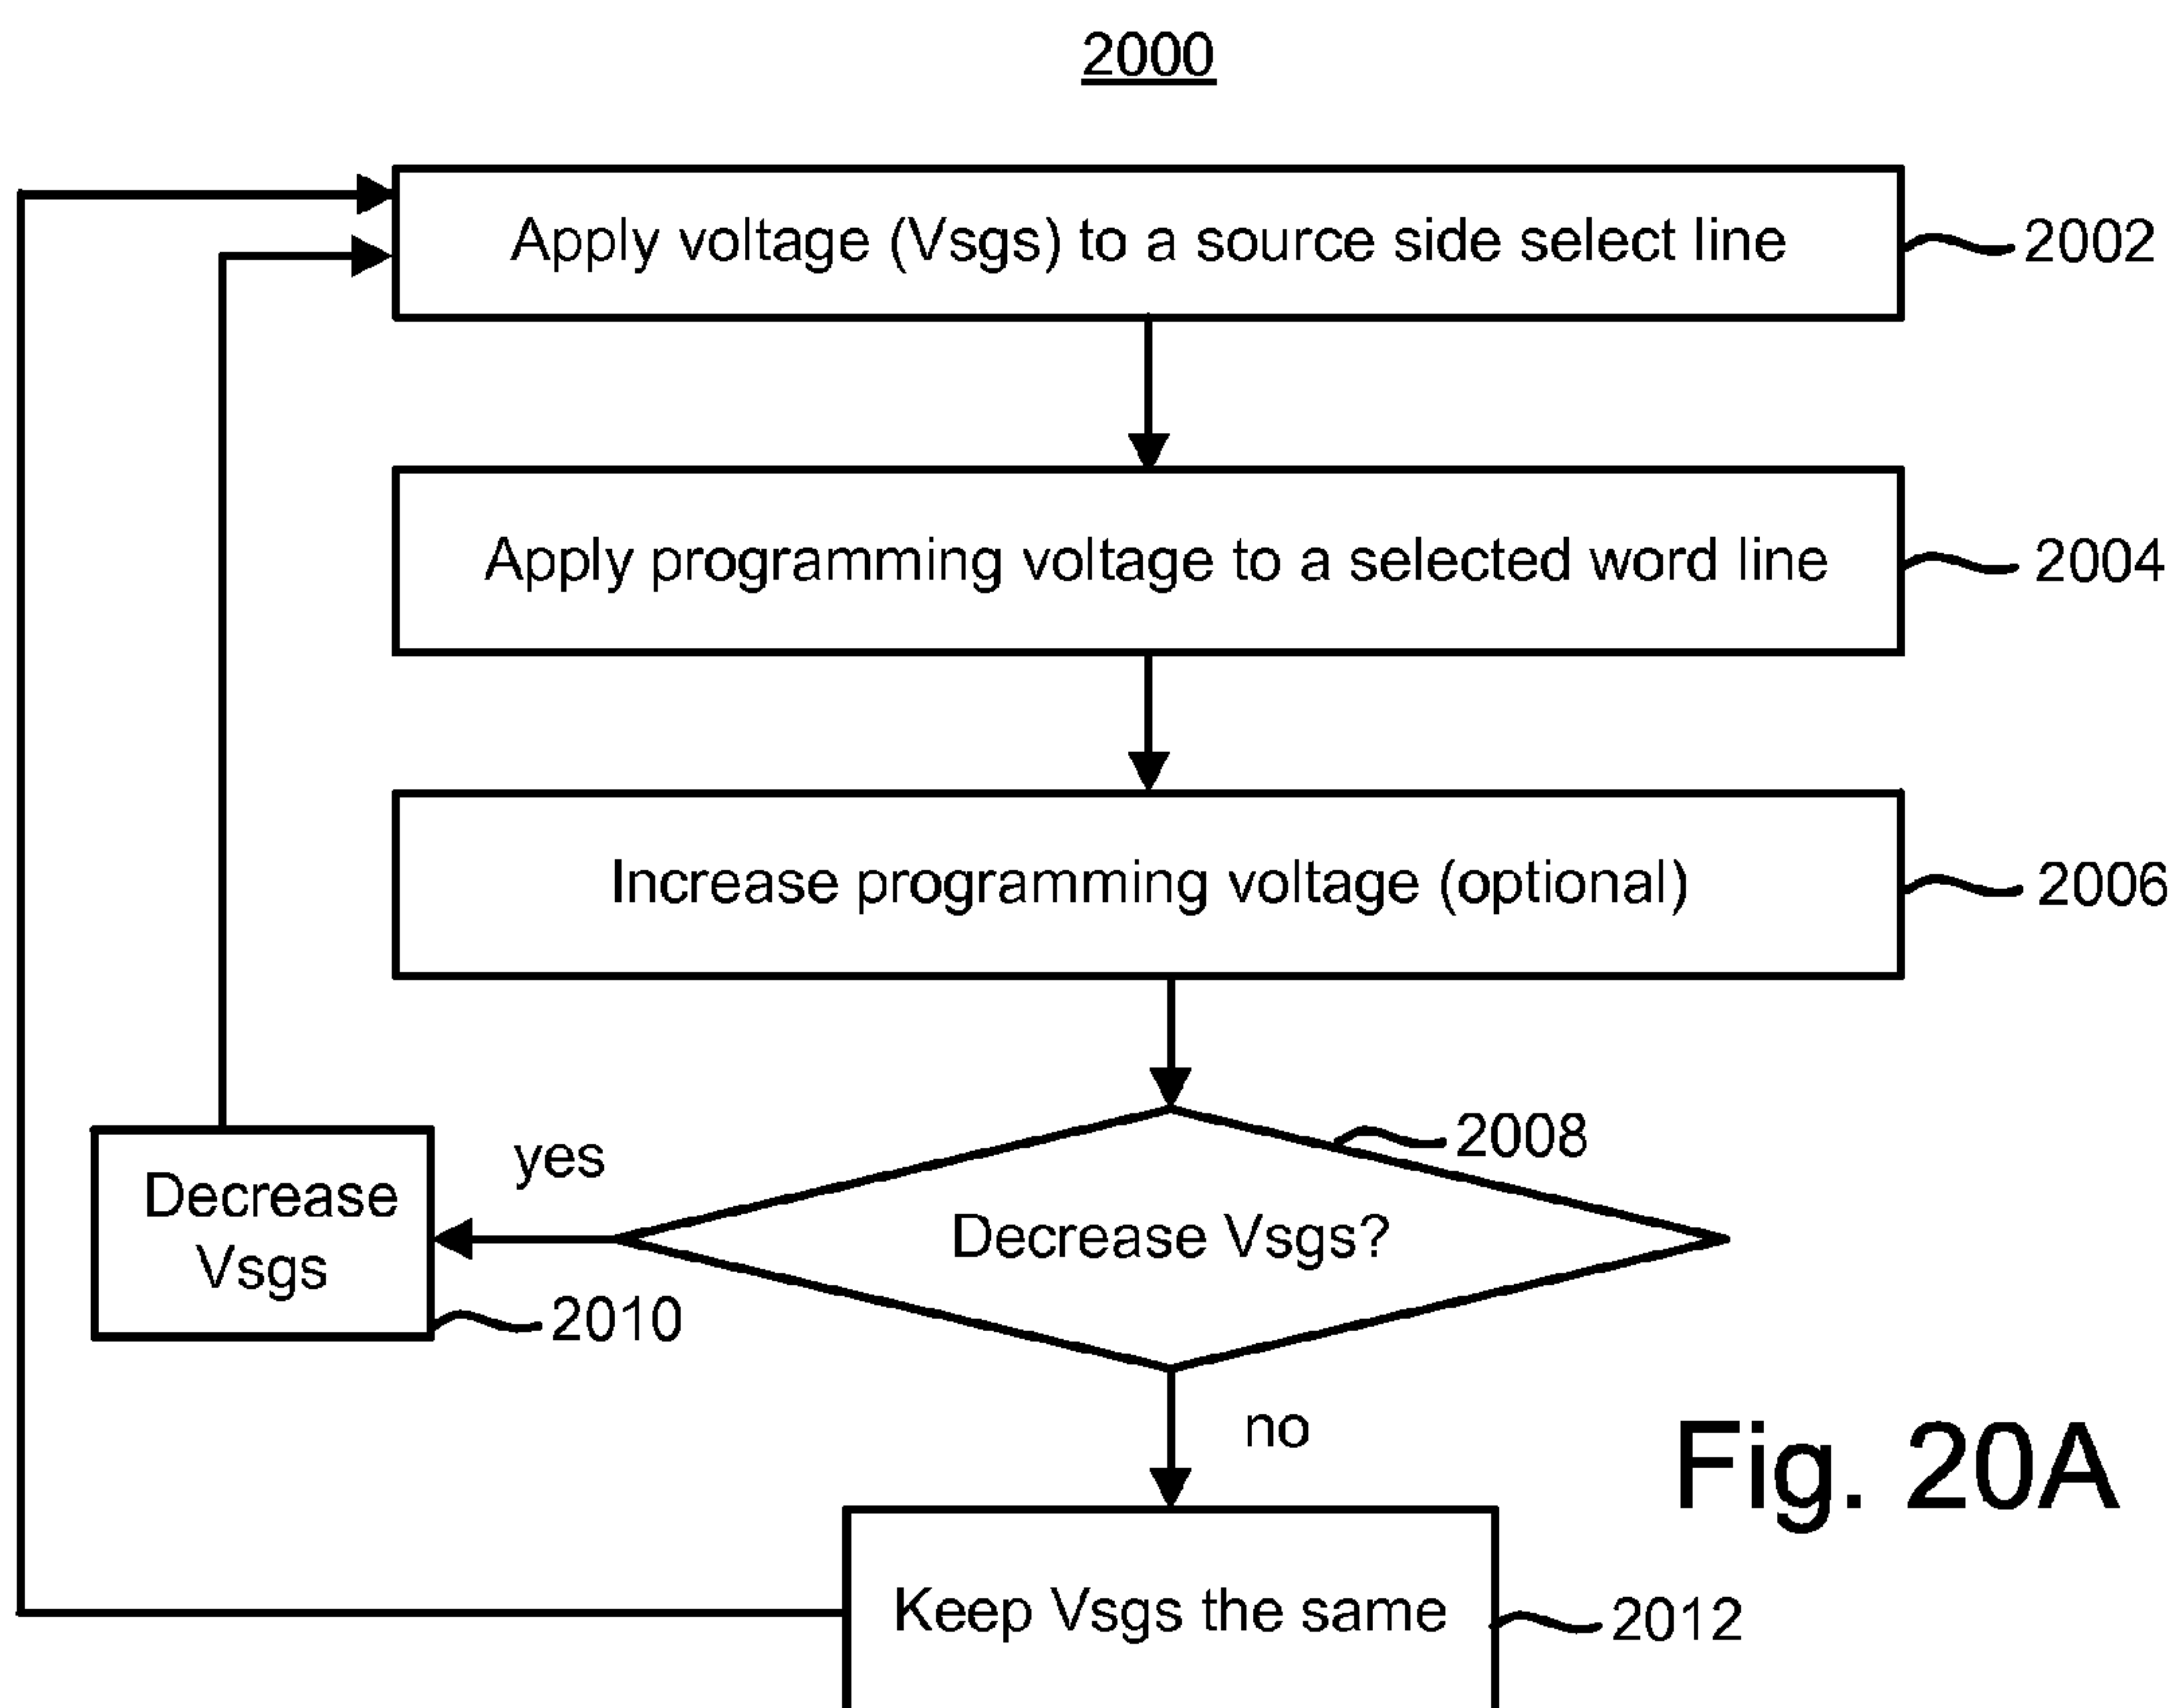 2000
Apply voltage (Vsgs) to a source side select line
2002
Apply programming voltage to a selected word line
2004
Increase programming voltage (optional)
2006
2008
Decrease Vsgs?
yes
Decrease
Vsgs
2010
no
Keep Vsgs the same
2012
Fig. 20A